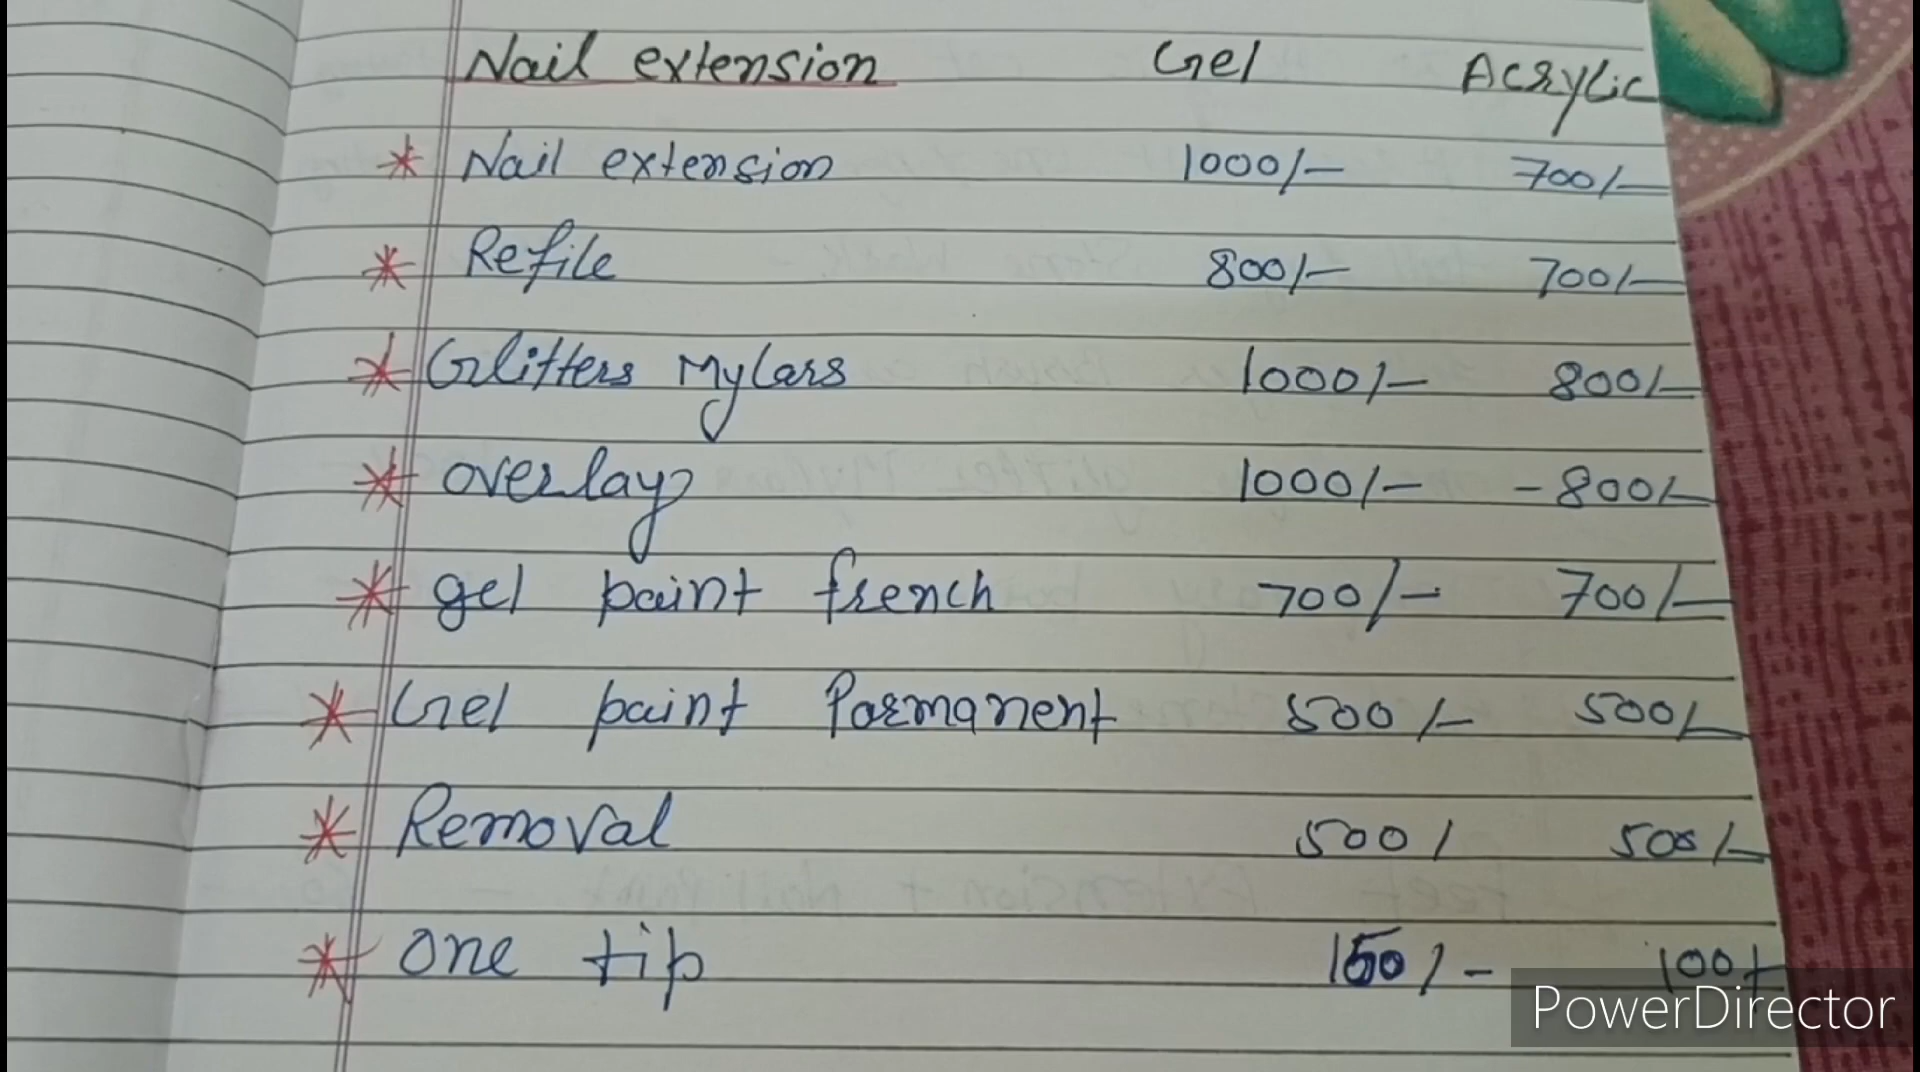 Nail extension Gel Acrylic
* Nail extension 1000/- 700/-
* Refile 800/- 700/-
* Glitters Mylars 1000/- 800/-
* overlay 1000/- - 800/-
* gel paint french 700/- 700/-
* Gel paint Parmanent 500/- 500/-
* Removal 500/ 500/-
* one tip 150/- 100/-
PowerDirector